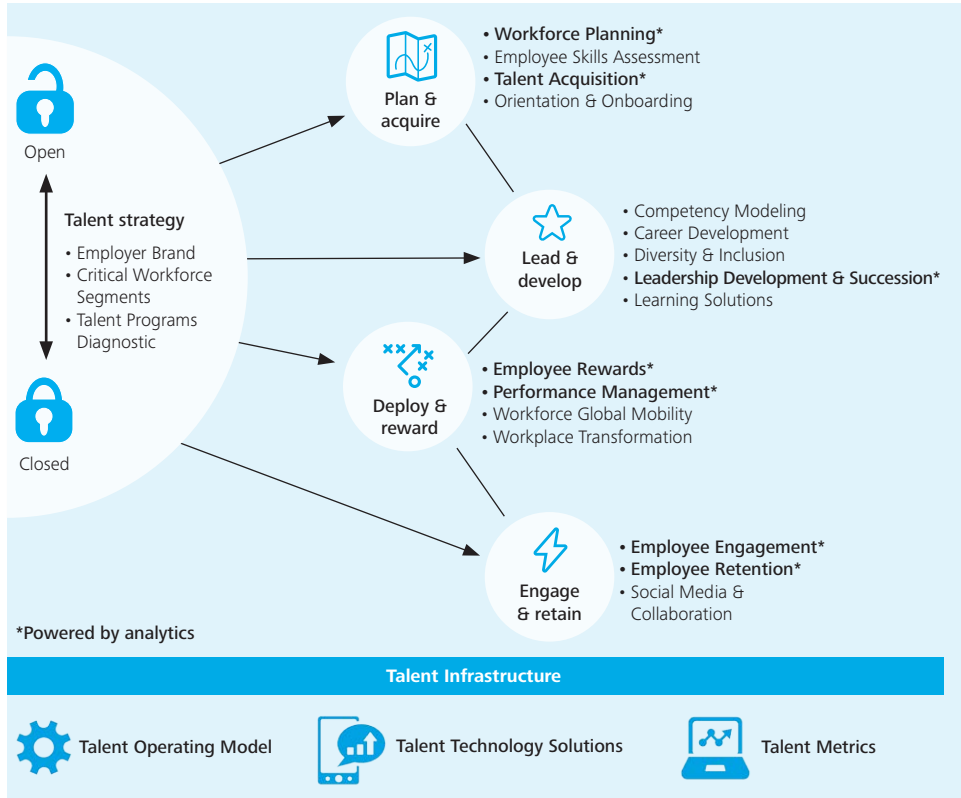 Open
Talent strategy
• Employer Brand
• Critical Workforce
Segments
• Talent Programs
Diagnostic
Closed
Plan &
acquire
• Workforce Planning*
• Employee Skills Assessment
• Talent Acquisition*
• Orientation & Onboarding
Lead &
develop
• Competency Modeling
• Career Development
• Diversity & Inclusion
• Leadership Development & Succession*
• Learning Solutions
Deploy &
reward
• Employee Rewards*
• Performance Management*
• Workforce Global Mobility
• Workplace Transformation
Engage
& retain
• Employee Engagement*
• Employee Retention*
• Social Media &
Collaboration
*Powered by analytics
Talent Infrastructure
Talent Operating Model
Talent Technology Solutions
Talent Metrics